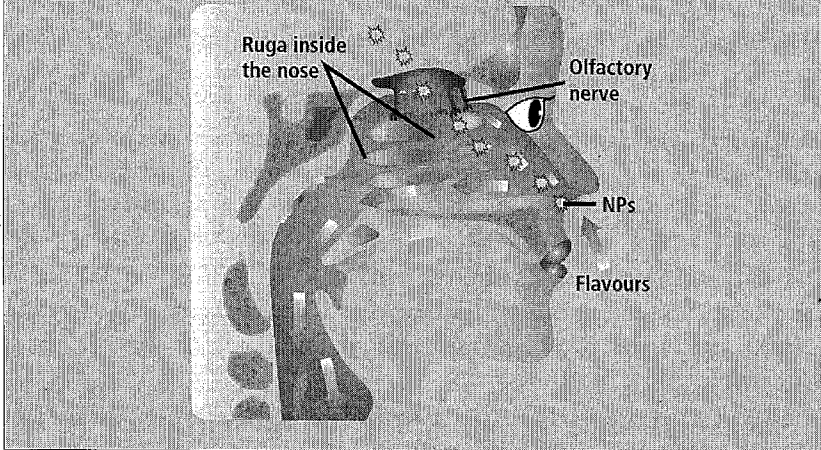 Ruga inside
the nose
Olfactory
nerve
NPs
Flavours